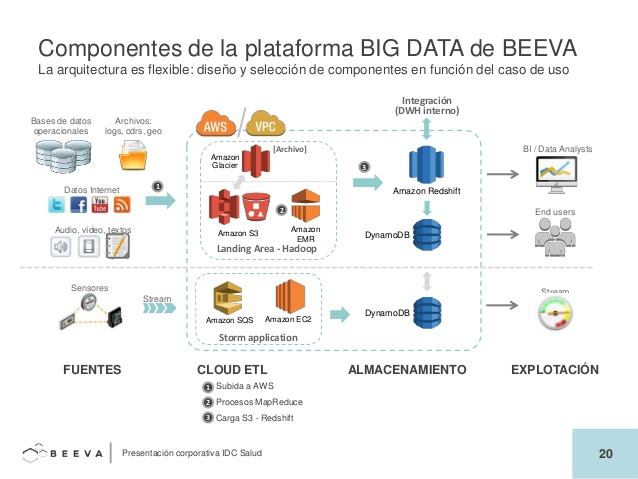 Componentes de la plataforma BIG DATA de BEEVA
La arquitectura es flexible: diseño y selección de componentes en función del caso de uso
Bases de datos
operacionales
Archivos:
logs, cdrs, geo
Datos Internet
You
Tube
Audio, vídeo, textos
Sensores
Stream
1
AWS
VPC
Amazon
Glacier
[Archivo]
Amazon S3
2
Amazon
EMR
Landing Area - Hadoop
Amazon SQS
Amazon EC2
Storm application
3
Integración
(DWH interno)
Amazon Redshift
DynamoDB
DynamoDB
BI / Data Analysts
End users
Stream
FUENTES
CLOUD ETL
ALMACENAMIENTO
EXPLOTACIÓN
1 Subida a AWS
2 Procesos MapReduce
3 Carga S3 - Redshift
BEEVA
Presentación corporativa IDC Salud
20